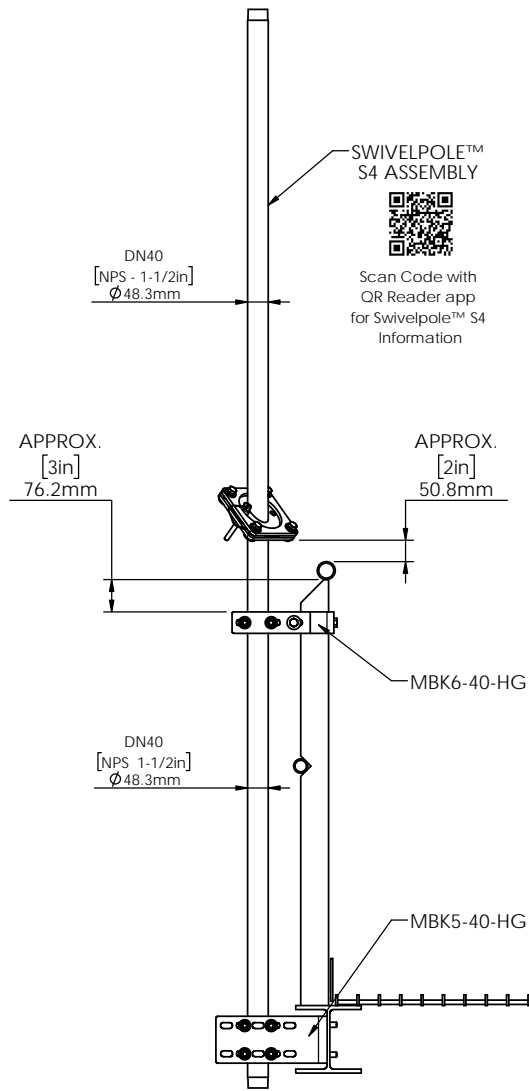 SWIVELPOLE™
S4 ASSEMBLY
Scan Code with
QR Reader app
for Swivelpole™ S4
Information
DN40
[NPS - 1-1/2in]
Ø48.3mm
APPROX.
[3in]
76.2mm
APPROX.
[2in]
50.8mm
MBK6-40-HG
DN40
[NPS 1-1/2in]
Ø48.3mm
MBK5-40-HG